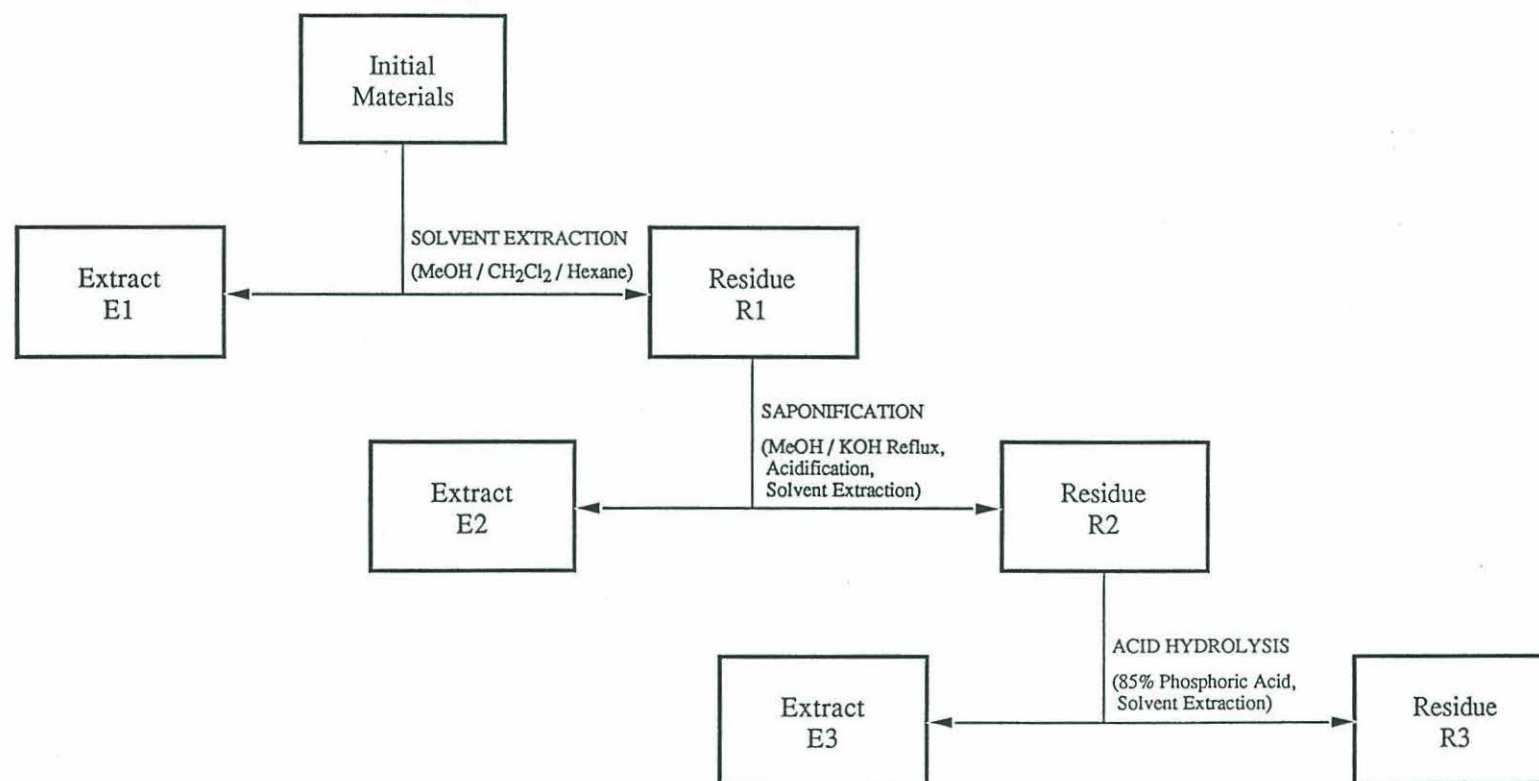 Initial
Materials
SOLVENT EXTRACTION
(MeOH / CH₂Cl₂ / Hexane)
Extract
E1
Residue
R1
SAPONIFICATION
(MeOH / KOH Reflux,
Acidification,
Solvent Extraction)
Extract
E2
Residue
R2
ACID HYDROLYSIS
(85% Phosphoric Acid,
Solvent Extraction)
Extract
E3
Residue
R3